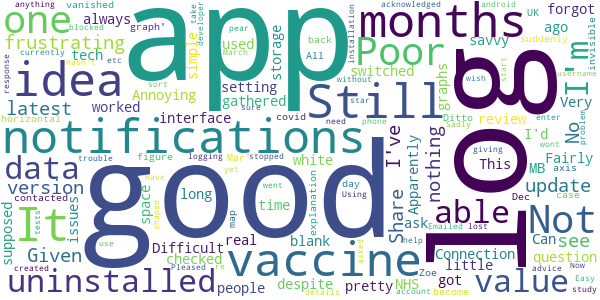 anything vanished
always
graph'
blocked
frustrating
one
app
take
developer
pear
used
back
March
All
simple
tech
Annoying
forgot
ago
UK
savvy
invisible
months
acknowledged
android
currently
response
hasn't
etc
without
need
covid
start
suddenly
star
sure
phone
storage
installation
switched
Poor
graphs
idea
I'm
log
wish
username
enter
latest
worked
setting
gathered
interface
Still
Ditto
Sadly
review
Very
No
problem
wont
I'd
horizontal
notifications
trouble
figure
logging
stopped
Mar
yet
I've
nothing
This
MB
axis
Fairly
Dec
giving
data
version
supposed
issues
It
white
explanation
day
Apparently
able
Not
update
Can
see
case
contacted
tests
Given
long
time
map
went
Using
Share
ask
Connection
question
space
shaped
have
good
blank
real
Difficult
checked
use
vaccine
little
got
help
lost
Emailed
uninstalled
people
despite
pretty
NHS
Zoe
become
asked
value
created
Pleased
re
details
account
advice
Now
Easy
study